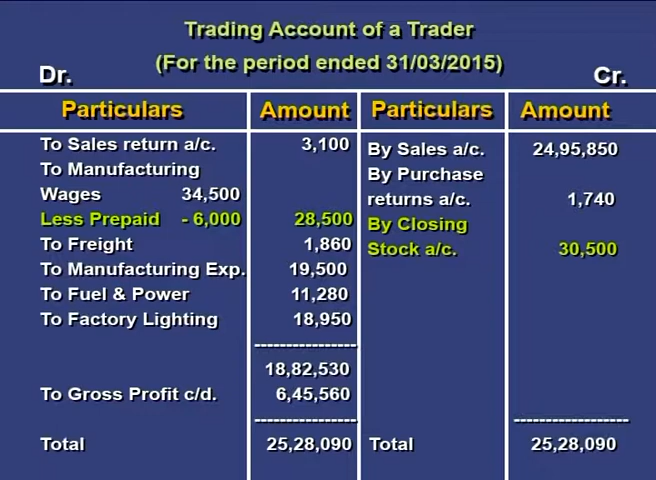 Trading Account of a Trader
(For the period ended 31/03/2015)
Dr. Cr.
Particulars Amount Particulars Amount
To Sales return a/c. 3,100
To Manufacturing
Wages 34,500
Less Prepaid - 6,000 28,500
To Freight 1,860
To Manufacturing Exp. 19,500
To Fuel & Power 11,280
To Factory Lighting 18,950
----------------
18,82,530
To Gross Profit c/d. 6,45,560
----------------
Total 25,28,090
By Sales a/c. 24,95,850
By Purchase
returns a/c. 1,740
By Closing
Stock a/c. 30,500
------------------
Total 25,28,090